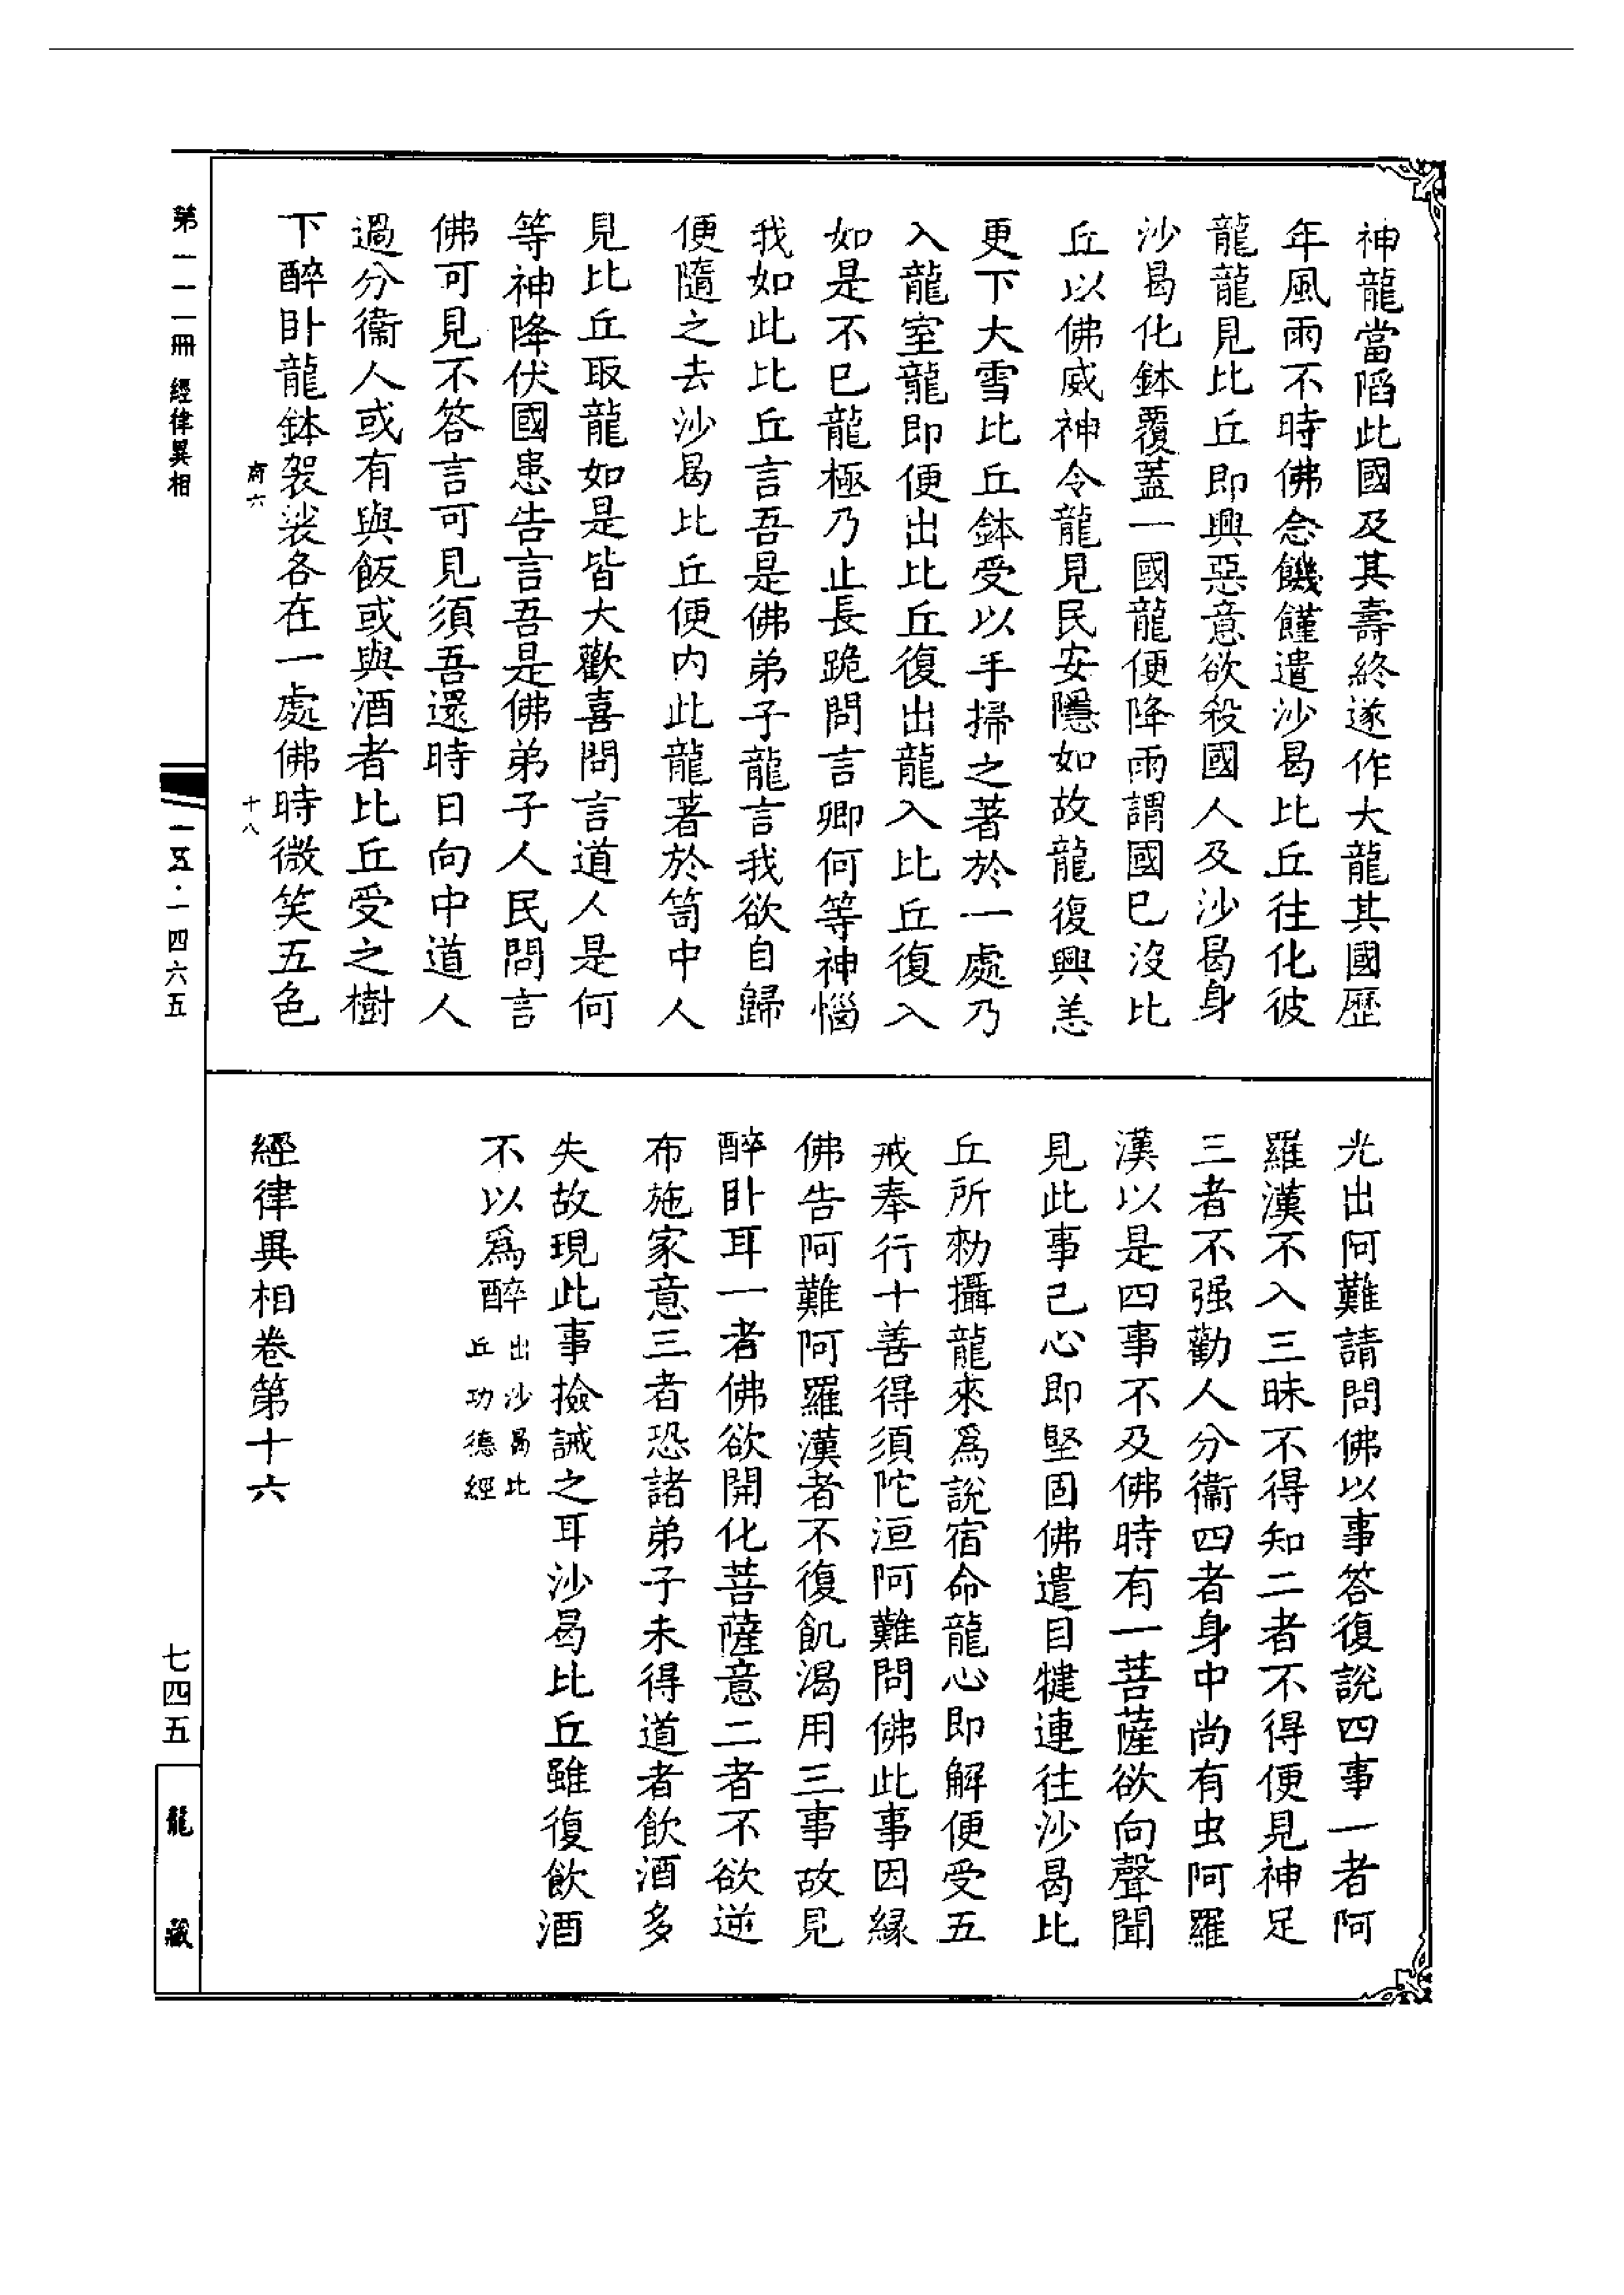 神龍當陷此國及其壽終遂作大龍其國歷
年風雨不時佛念饑饉遣沙曷比丘往化彼
龍龍見比丘即興惡意欲殺國人及沙曷身
沙曷化鉢覆蓋一國龍便降雨謂國已沒比
丘以佛威神令龍見民安隱如故龍復興恚
更下大雪比丘鉢受以手掃之著於一處乃
入龍室龍即便出比丘復出龍入比丘復入
如是不已龍極乃止長跪問言卿何等神惱
我如此比丘言吾是佛弟子龍言我欲自歸
便隨之去沙曷比丘便內此龍著於笥中人
見比丘取龍如是皆大歡喜問言道人是何
等神降伏國患告言吾是佛弟子人民問言
佛可見不答言可見須吾還時日向中道人
過分衞人或有與飯或與酒者比丘受之樹
下醉臥龍鉢袈裟各在一處佛時微笑五色
府六
十八
光出阿難請問佛以事答復說四事一者阿
羅漢不入三昧不得知二者不得便見神足
三者不强勸人分衞四者身中尚有虫阿羅
漢以是四事不及佛時有一菩薩欲向聲聞
見此事已心即堅固佛遣目犍連往沙曷比
丘所勑攝龍來爲說宿命龍心即解便受五
戒奉行十善得須陀洹阿難問佛此事因緣
佛告阿難阿羅漢者不復飢渴用三事故見
醉臥耳一者佛欲開化菩薩意二者不欲逆
布施家意三者恐諸弟子未得道者飲酒多
失故現此事撿誡之耳沙曷比丘雖復飲酒
不以爲醉出沙曷比
丘功德經
經律異相卷第十六
第一一一冊 經律異相
一五·一四六五
七四五
龍藏